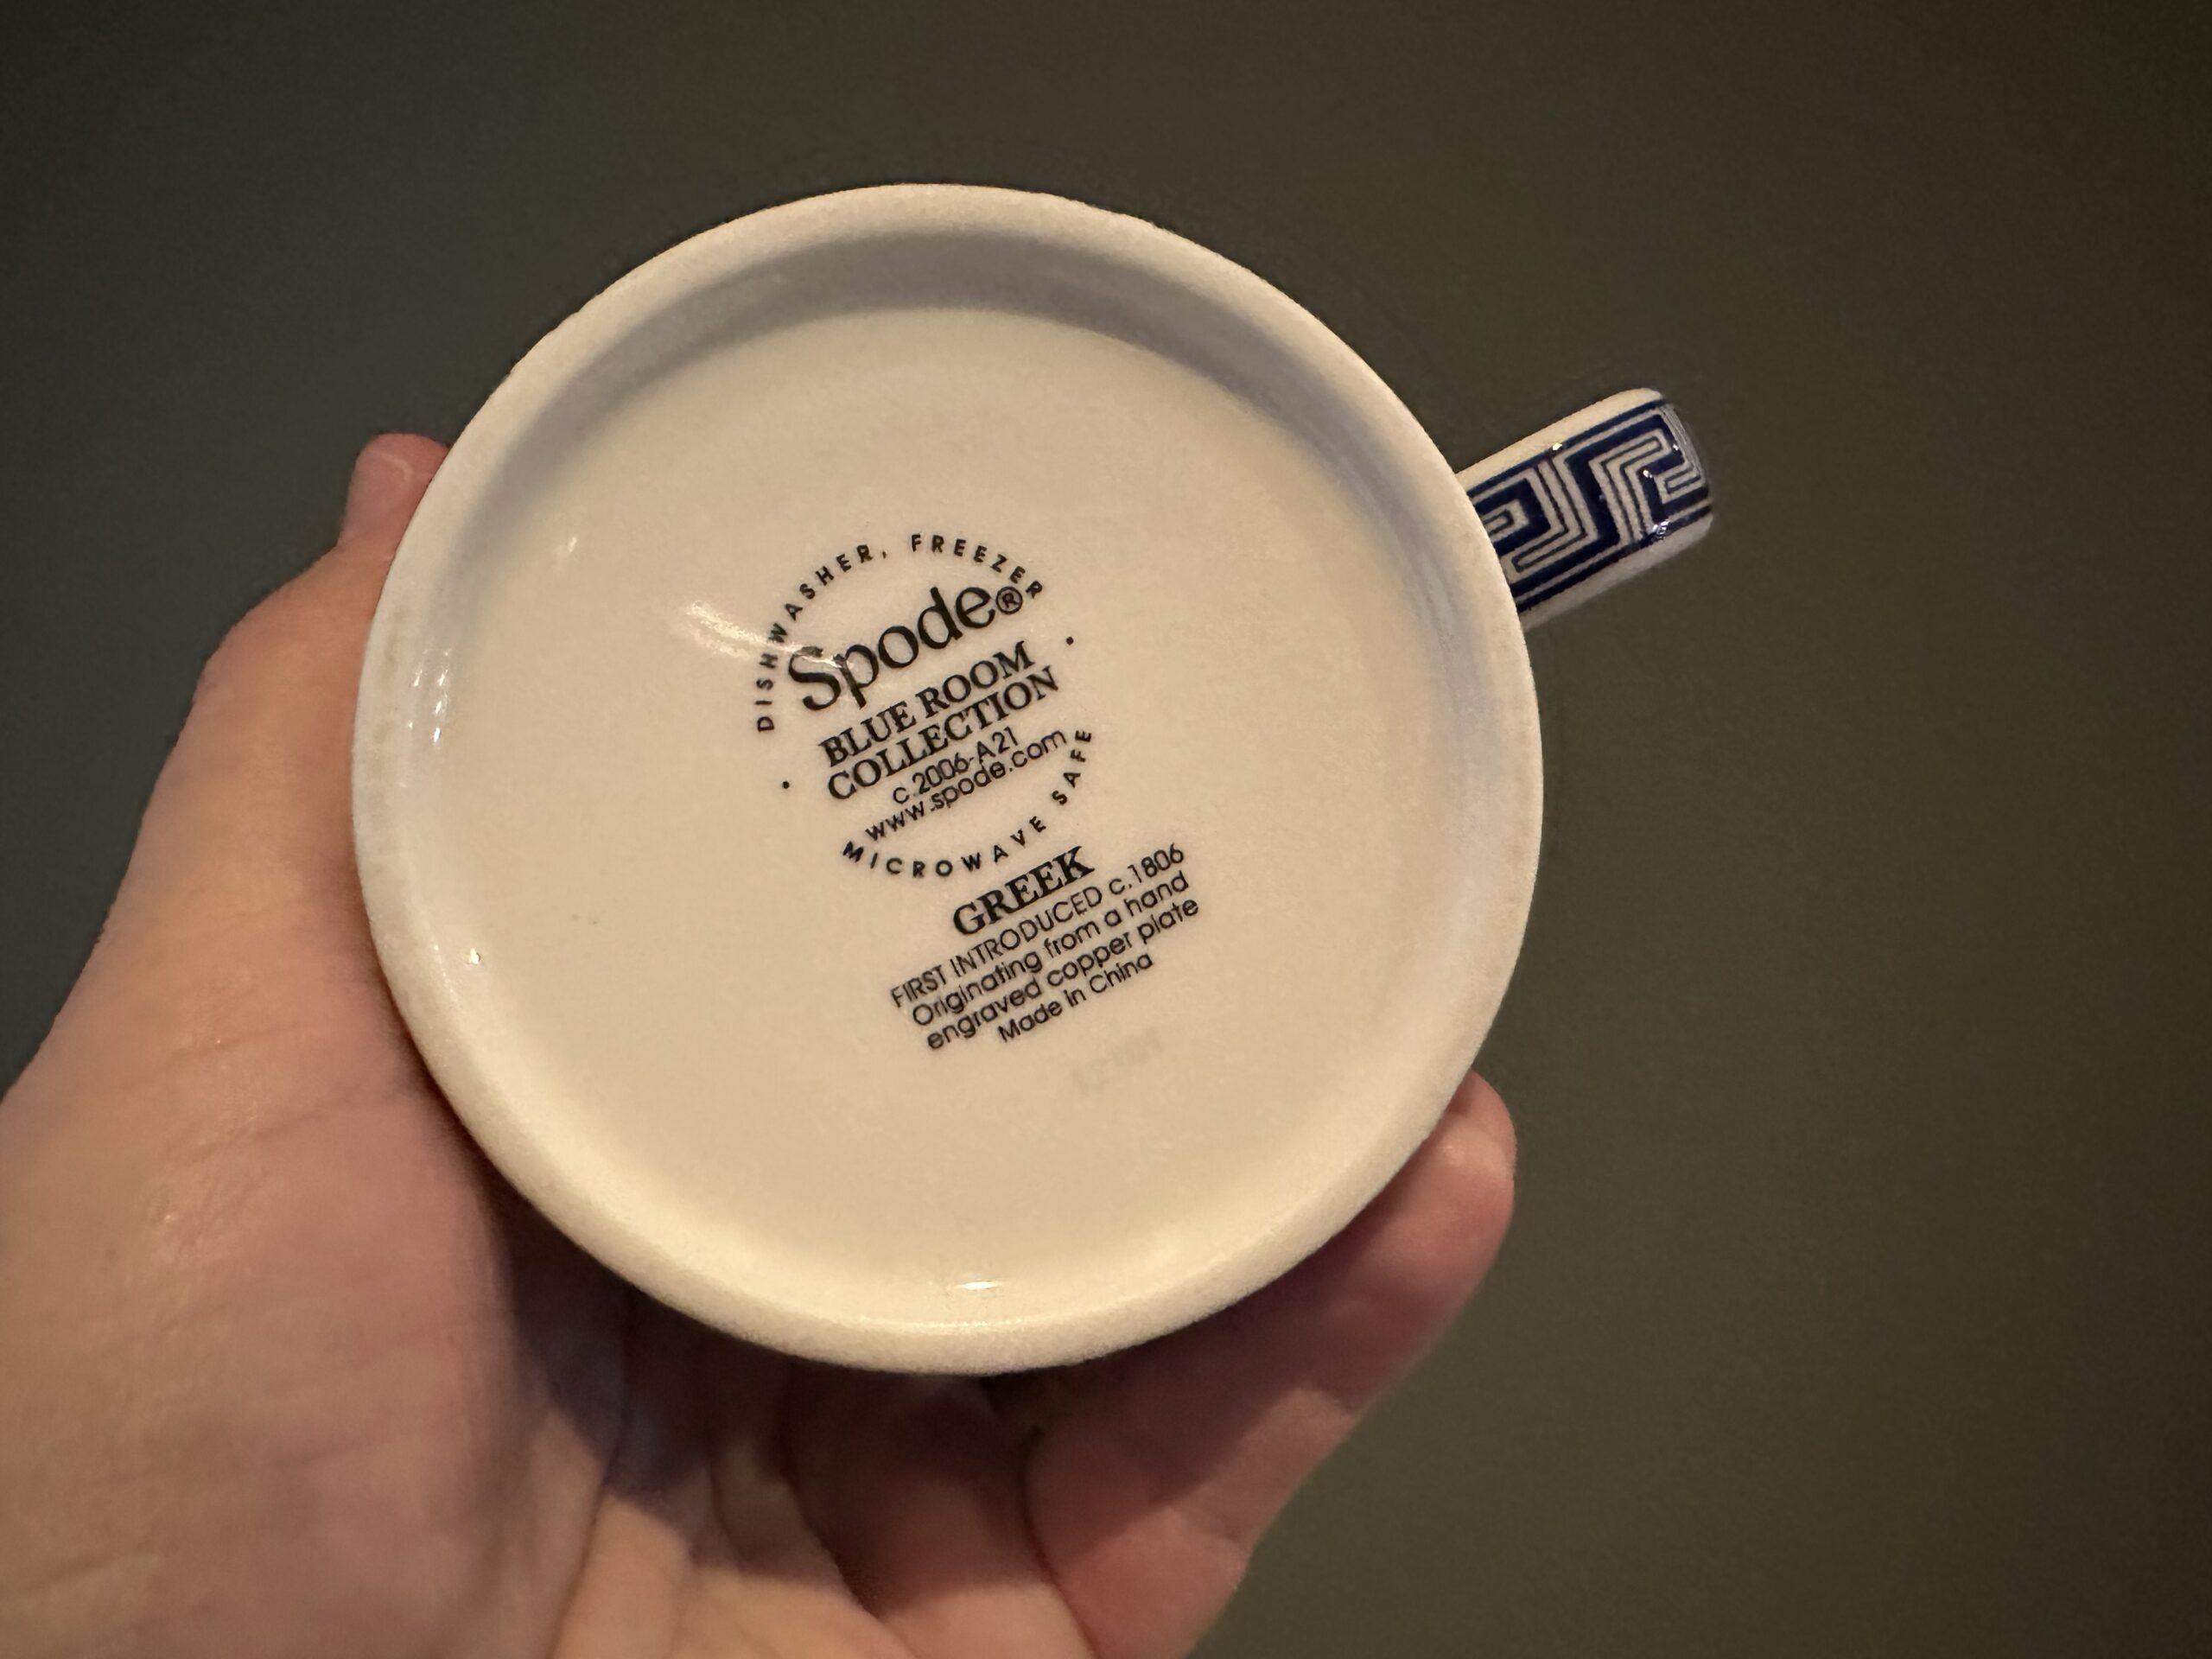 DISHWASHER, FREEZER
Spode®
BLUE ROOM
COLLECTION
c.2006-A21
www.spode.com
MICROWAVE SAFE
GREEK
FIRST INTRODUCED c.1806
Originating from a hand
engraved copper plate
Made in China